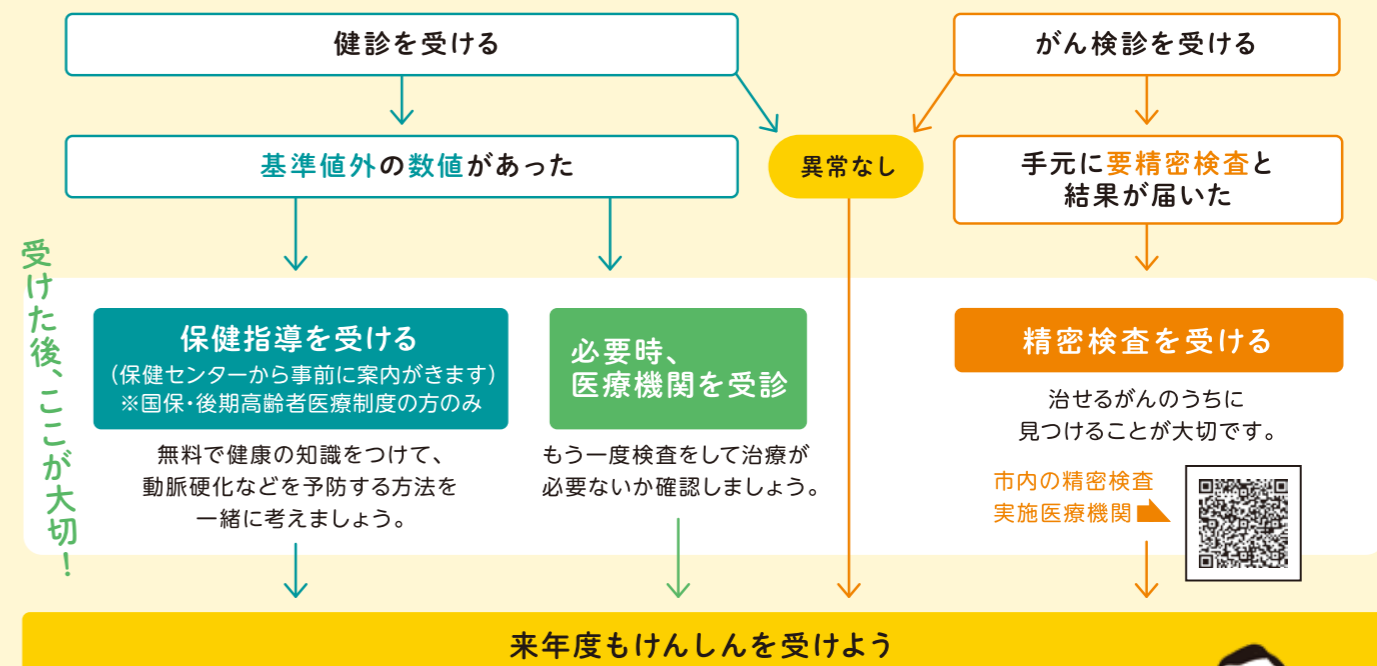 健診を受ける
がん検診を受ける
基準値外の数値があった
異常なし
手元に要精密検査と
結果が届いた
受けた後、ここが大切！
保健指導を受ける
（保健センターから事前に案内がきます）
※国保・後期高齢者医療制度の方のみ
無料で健康の知識をつけて、
動脈硬化などを予防する方法を
一緒に考えましょう。
必要時、
医療機関を受診
もう一度検査をして治療が
必要ないか確認しましょう。
精密検査を受ける
治せるがんのうちに
見つけることが大切です。
市内の精密検査
実施医療機関
来年度もけんしんを受けよう